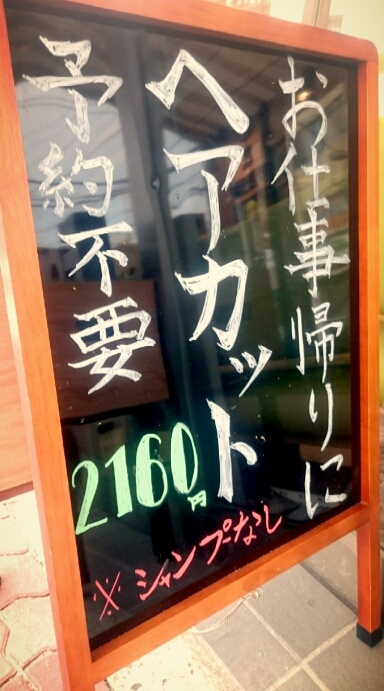 お仕事帰りに
ヘアーカット
予約不要
2160円
※シャンプーなし